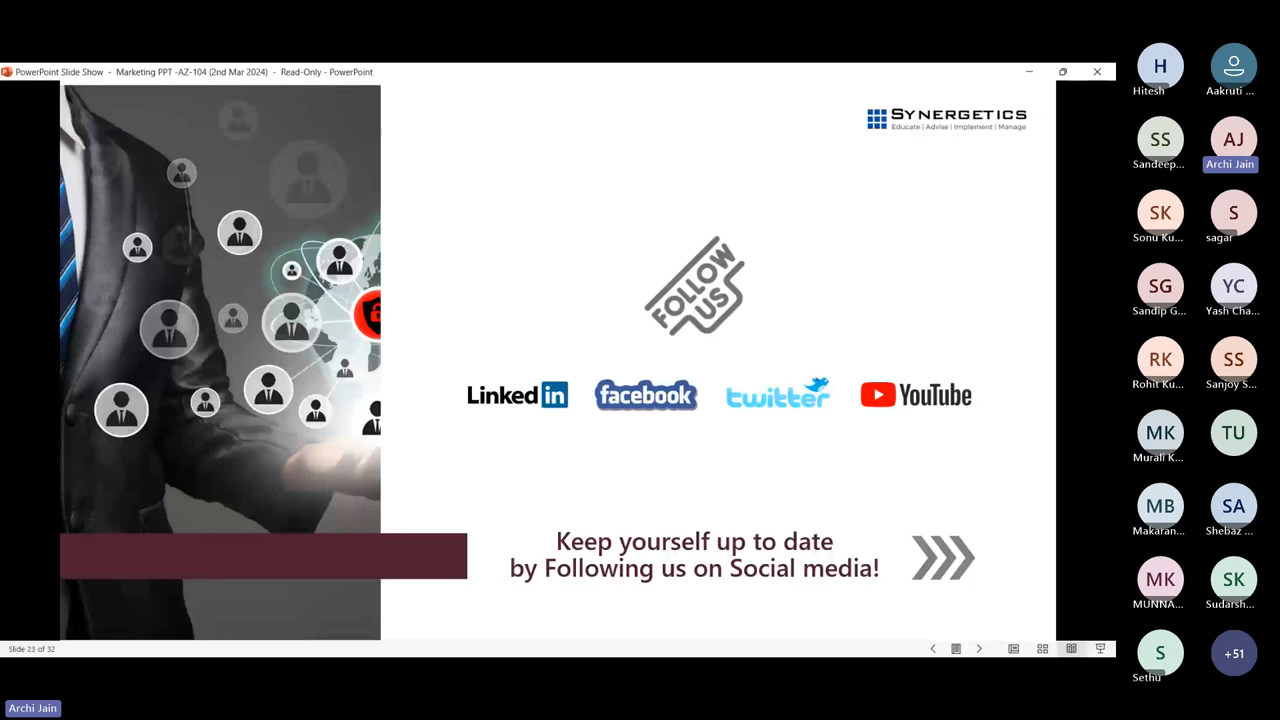 PowerPoint Slide Show - Marketing PPT -AZ-104 (2nd Mar 2024) - Read-Only - PowerPoint
SYNERGETICS
Educate | Advise | Implement | Manage
FOLLOW
US
Linked in
facebook
twitter
YouTube
Keep yourself up to date
by Following us on Social media!
Slide 23 of 32
H
Hitesh
Aakruti ...
SS
Sandeep...
AJ
Archi Jain
SK
Sonu Ku...
S
sagar
SG
Sandip G...
YC
Yash Cha...
RK
Rohit Ku...
SS
Sanjoy S...
MK
Murali K...
TU
MB
Makaran...
SA
Shebaz ...
MK
MUNNA...
SK
Sudarsh...
S
Sethu
+51
Archi Jain